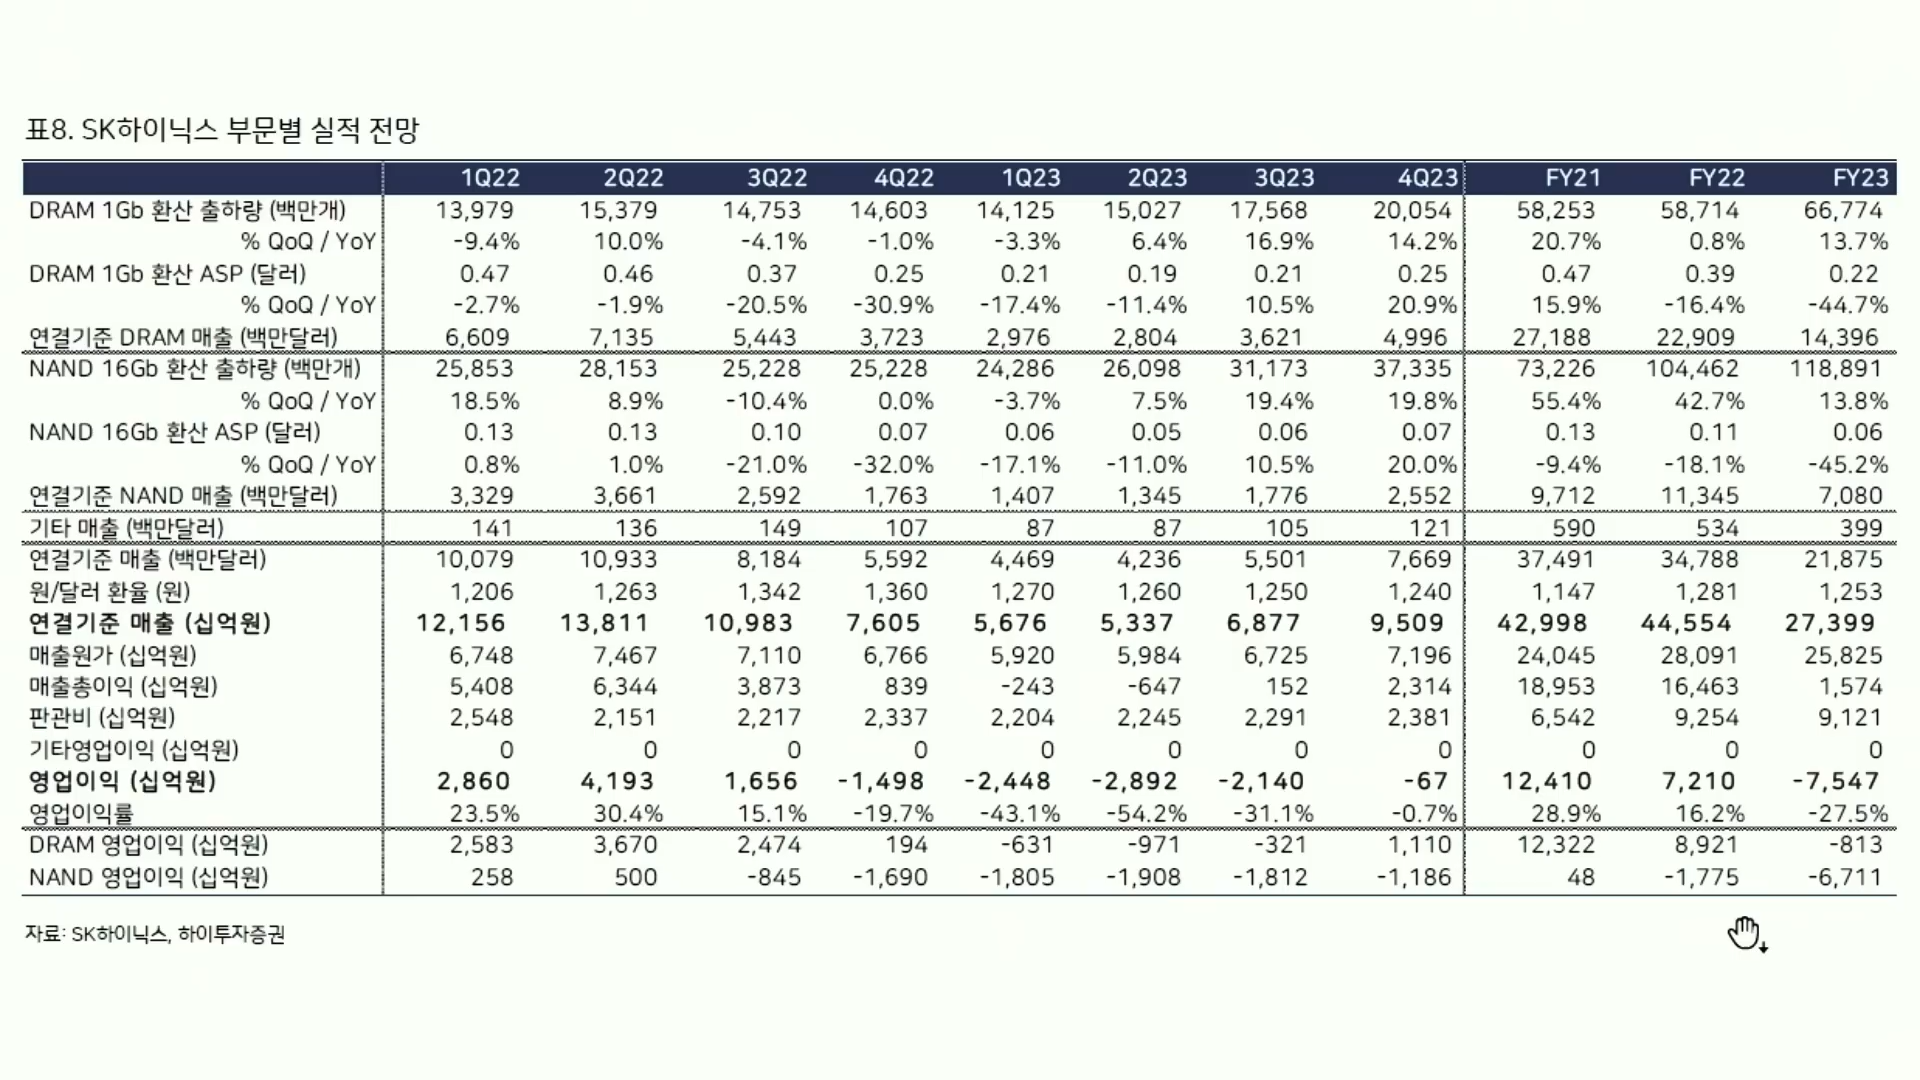 표8. SK하이닉스 부문별 실적 전망
1Q22 2Q22 3Q22 4Q22 1Q23 2Q23 3Q23 4Q23 FY21 FY22 FY23
DRAM 1Gb 환산 출하량 (백만개) 13,979 15,379 14,753 14,603 14,125 15,027 17,568 20,054 58,253 58,714 66,774
% QoQ / YoY -9.4% 10.0% -4.1% -1.0% -3.3% 6.4% 16.9% 14.2% 20.7% 0.8% 13.7%
DRAM 1Gb 환산 ASP (달러) 0.47 0.46 0.37 0.25 0.21 0.19 0.21 0.25 0.47 0.39 0.22
% QoQ / YoY -2.7% -1.9% -20.5% -30.9% -17.4% -11.4% 10.5% 20.9% 15.9% -16.4% -44.7%
연결기준 DRAM 매출 (백만달러) 6,609 7,135 5,443 3,723 2,976 2,804 3,621 4,996 27,188 22,909 14,396
NAND 16Gb 환산 출하량 (백만개) 25,853 28,153 25,228 25,228 24,286 26,098 31,173 37,335 73,226 104,462 118,891
% QoQ / YoY 18.5% 8.9% -10.4% 0.0% -3.7% 7.5% 19.4% 19.8% 55.4% 42.7% 13.8%
NAND 16Gb 환산 ASP (달러) 0.13 0.13 0.10 0.07 0.06 0.05 0.06 0.07 0.13 0.11 0.06
% QoQ / YoY 0.8% 1.0% -21.0% -32.0% -17.1% -11.0% 10.5% 20.0% -9.4% -18.1% -45.2%
연결기준 NAND 매출 (백만달러) 3,329 3,661 2,592 1,763 1,407 1,345 1,776 2,552 9,712 11,345 7,080
기타 매출 (백만달러) 141 136 149 107 87 87 105 121 590 534 399
연결기준 매출 (백만달러) 10,079 10,933 8,184 5,592 4,469 4,236 5,501 7,669 37,491 34,788 21,875
원/달러 환율 (원) 1,206 1,263 1,342 1,360 1,270 1,260 1,250 1,240 1,147 1,281 1,253
연결기준 매출 (십억원) 12,156 13,811 10,983 7,605 5,676 5,337 6,877 9,509 42,998 44,554 27,399
매출원가 (십억원) 6,748 7,467 7,110 6,766 5,920 5,984 6,725 7,196 24,045 28,091 25,825
매출총이익 (십억원) 5,408 6,344 3,873 839 -243 -647 152 2,314 18,953 16,463 1,574
판관비 (십억원) 2,548 2,151 2,217 2,337 2,204 2,245 2,291 2,381 6,542 9,254 9,121
기타영업이익 (십억원) 0 0 0 0 0 0 0 0 0 0 0
영업이익 (십억원) 2,860 4,193 1,656 -1,498 -2,448 -2,892 -2,140 -67 12,410 7,210 -7,547
영업이익률 23.5% 30.4% 15.1% -19.7% -43.1% -54.2% -31.1% -0.7% 28.9% 16.2% -27.5%
DRAM 영업이익 (십억원) 2,583 3,670 2,474 194 -631 -971 -321 1,110 12,322 8,921 -813
NAND 영업이익 (십억원) 258 500 -845 -1,690 -1,805 -1,908 -1,812 -1,186 48 -1,775 -6,711
자료: SK하이닉스, 하이투자증권